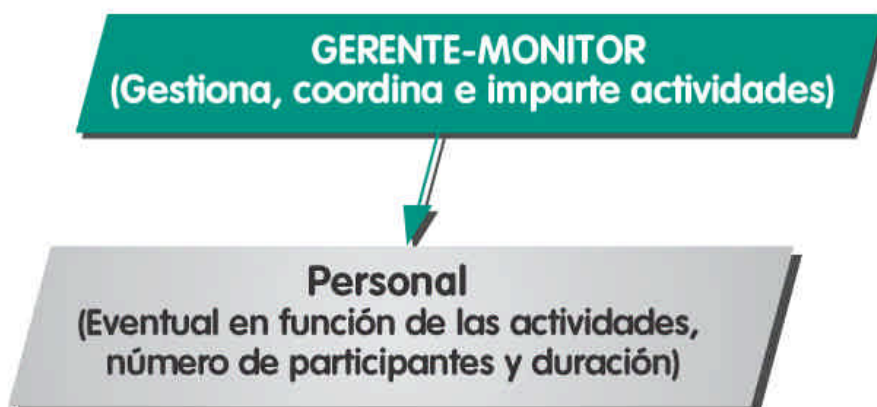 GERENTE-MONITOR
(Gestiona, coordina e imparte actividades)
Personal
(Eventual en función de las actividades,
número de participantes y duración)